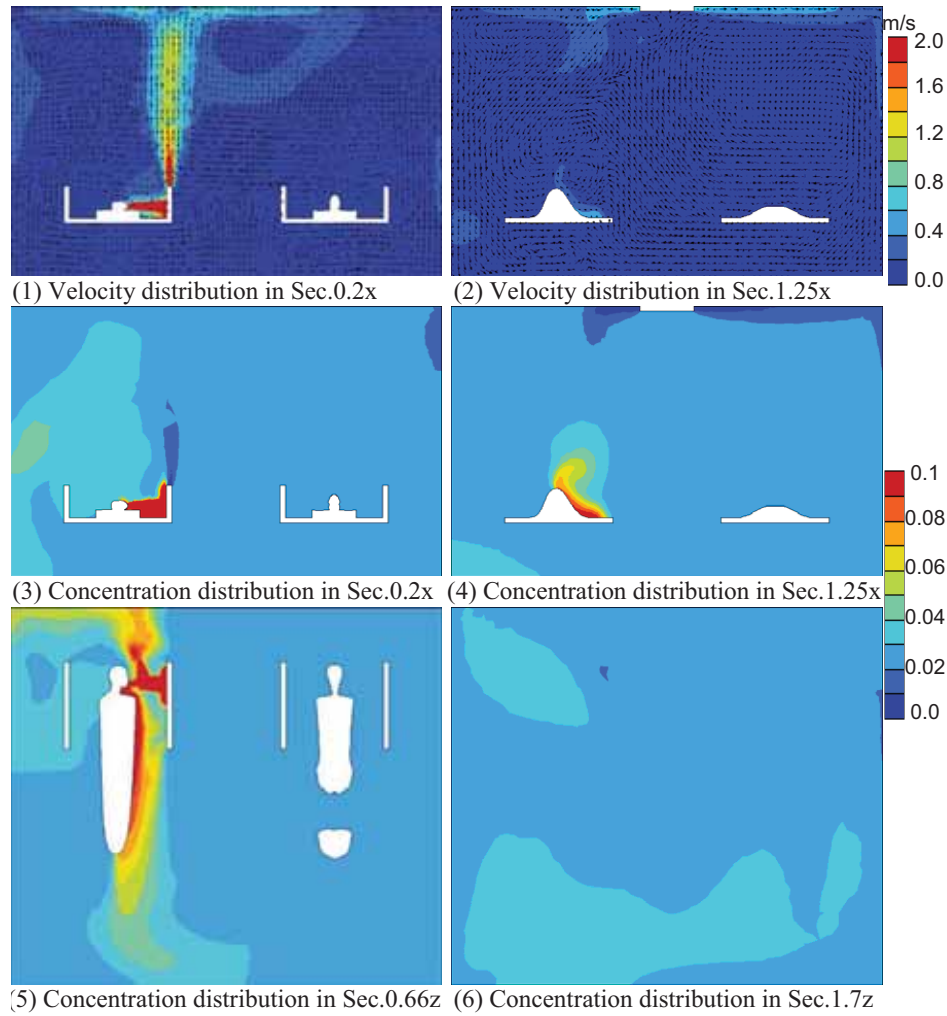 m/s
2.0
1.6
1.2
0.8
0.4
0.0
(1) Velocity distribution in Sec.0.2x
(2) Velocity distribution in Sec.1.25x
(3) Concentration distribution in Sec.0.2x
(4) Concentration distribution in Sec.1.25x
0.1
0.08
0.06
0.04
0.02
0.0
(5) Concentration distribution in Sec.0.66z
(6) Concentration distribution in Sec.1.7z